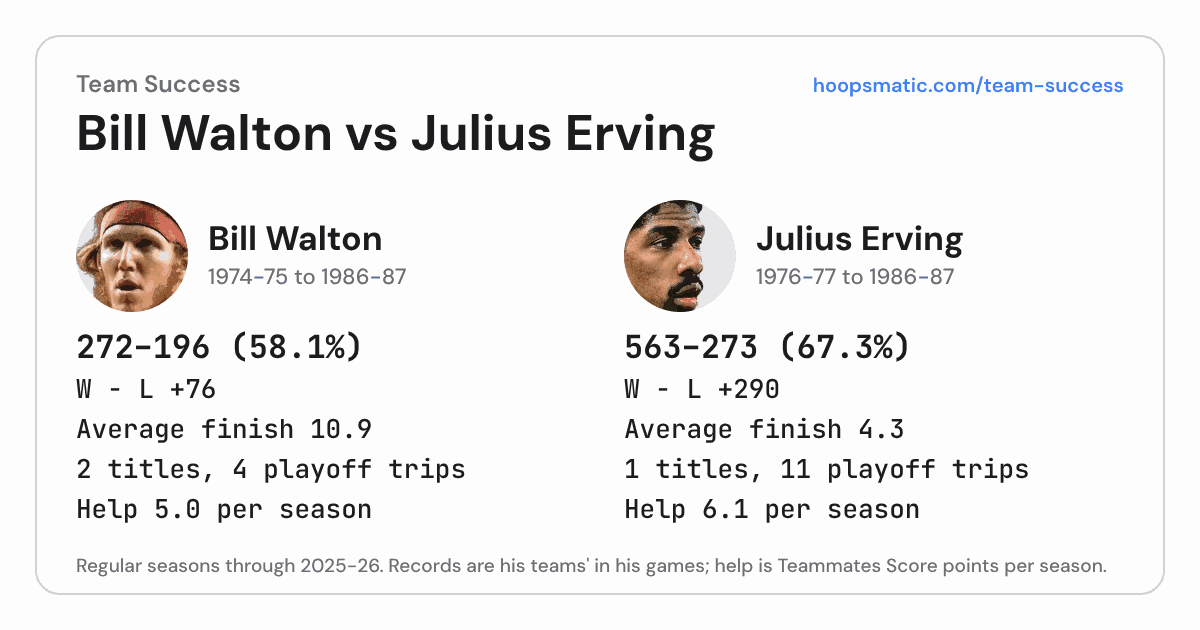 Team Success
hoopsmatic.com/team-success
Bill Walton vs Julius Erving
Bill Walton
1974-75 to 1986-87
272-196 (58.1%)
W - L +76
Average finish 10.9
2 titles, 4 playoff trips
Help 5.0 per season
Julius Erving
1976-77 to 1986-87
563-273 (67.3%)
W - L +290
Average finish 4.3
1 titles, 11 playoff trips
Help 6.1 per season
Regular seasons through 2025-26. Records are his teams' in his games; help is Teammates Score points per season.